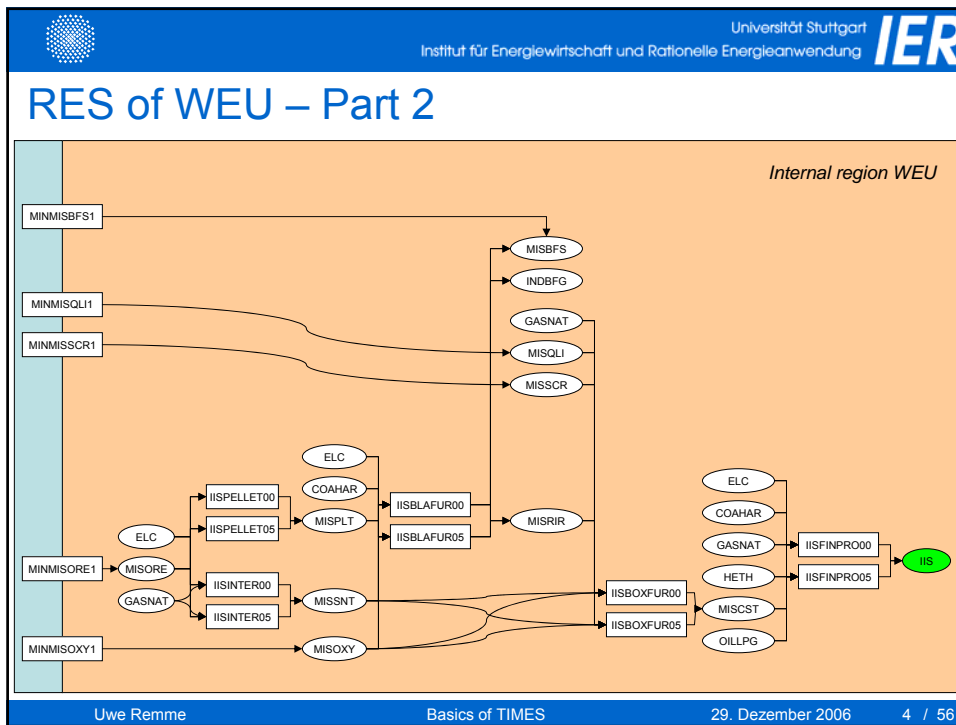 Universität Stuttgart
Institut für Energiewirtschaft und Rationelle Energieanwendung
IER
RES of WEU – Part 2
Internal region WEU
MINMISBFS1
MISBFS
INDBFG
MINMISQLI1
GASNAT
MINMISSCR1
MISQLI
MISSCR
ELC
ELC
COAHAR
IISPELLET00
IISBLAFUR00
COAHAR
MISPLT
MISRIR
IISPELLET05
IISBLAFUR05
ELC
GASNAT
IISFINPRO00
IIS
MINMISORE1
MISORE
HETH
IISFINPRO05
IISINTER00
IISBOXFUR00
GASNAT
MISSNT
MISCST
IISINTER05
IISBOXFUR05
OILLPG
MINMISOXY1
MISOXY
Uwe Remme
Basics of TIMES
29. Dezember 2006
4 / 56